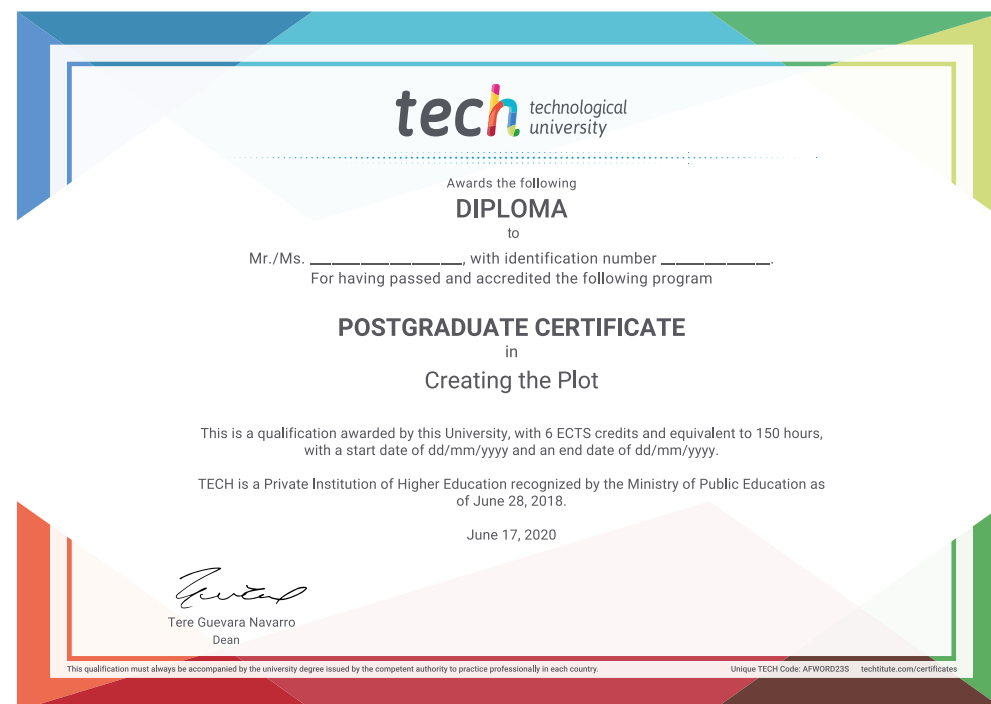 tech technological
university
Awards the following
DIPLOMA
to
Mr./Ms. ____________________, with identification number ______________.
For having passed and accredited the following program
POSTGRADUATE CERTIFICATE
in
Creating the Plot
This is a qualification awarded by this University, with 6 ECTS credits and equivalent to 150 hours,
with a start date of dd/mm/yyyy and an end date of dd/mm/yyyy.
TECH is a Private Institution of Higher Education recognized by the Ministry of Public Education as
of June 28, 2018.
June 17, 2020
Tere Guevara Navarro
Dean
This qualification must always be accompanied by the university degree issued by the competent authority to practice professionally in each country.
Unique TECH Code: AFWORD23S techtitute.com/certificates